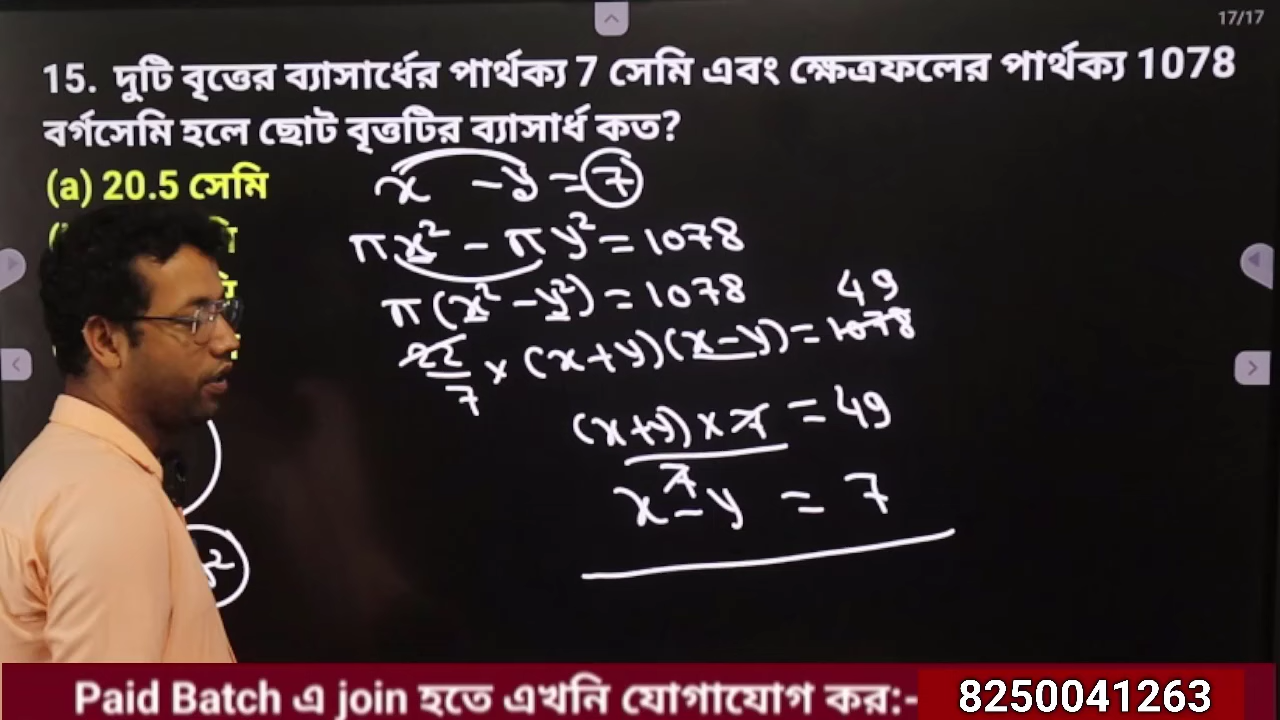 17/17
15. দুটি বৃত্তের ব্যাসার্ধের পার্থক্য 7 সেমি এবং ক্ষেত্রফলের পার্থক্য 1078
বর্গসেমি হলে ছোট বৃত্তটির ব্যাসার্ধ কত?
(a) 20.5 সেমি
x - y = 7
πx² - πy² = 1078
π(x² - y²) = 1078
49
22/7 × (x+y)(x-y) = 1078
(x+y) × 7 = 49
7
x - y = 7
Paid Batch এ join হতে এখনি যোগাযোগ কর:- 8250041263